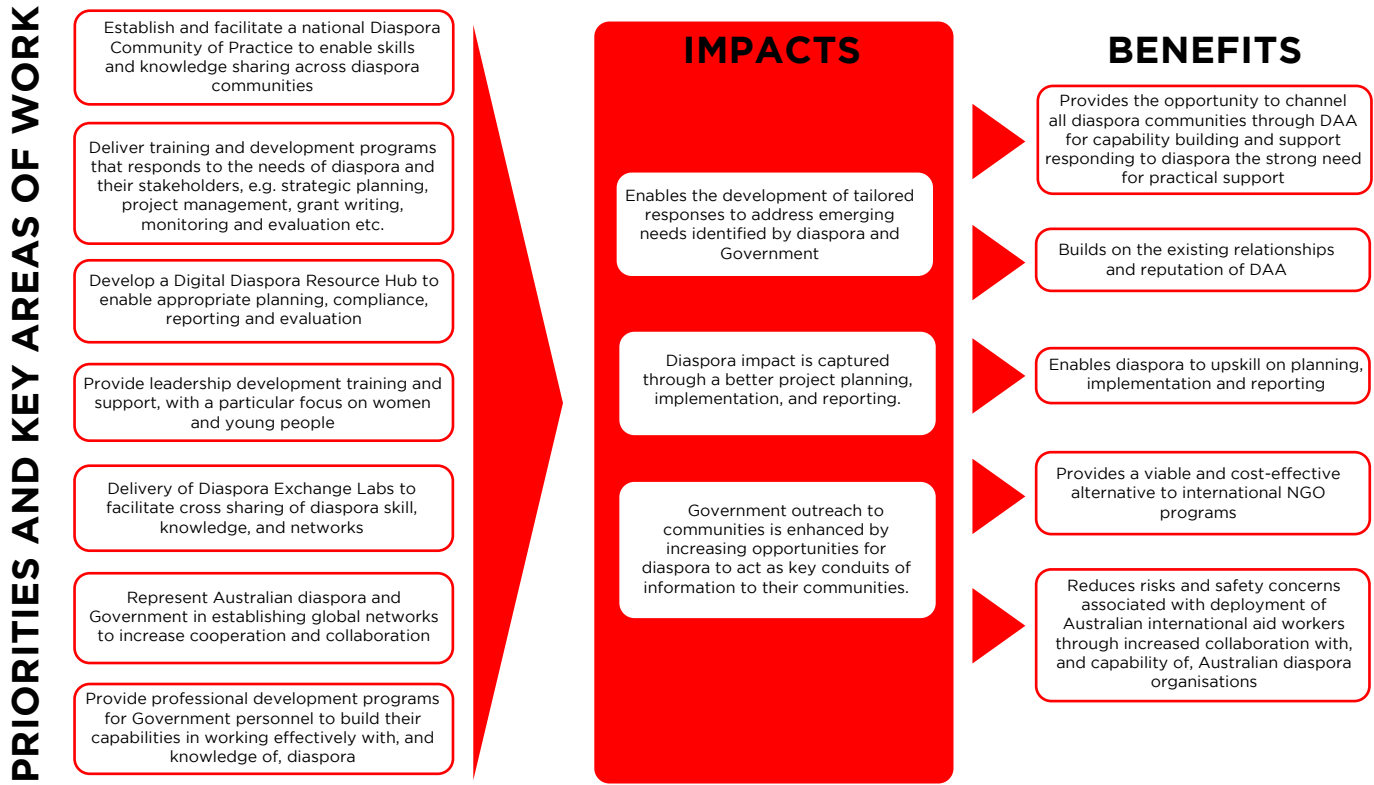 PRIORITIES AND KEY AREAS OF WORK
Establish and facilitate a national Diaspora
Community of Practice to enable skills
and knowledge sharing across diaspora
communities
Deliver training and development programs
that responds to the needs of diaspora and
their stakeholders, e.g. strategic planning,
project management, grant writing,
monitoring and evaluation etc.
Develop a Digital Diaspora Resource Hub to
enable appropriate planning, compliance,
reporting and evaluation
Provide leadership development training and
support, with a particular focus on women
and young people
Delivery of Diaspora Exchange Labs to
facilitate cross sharing of diaspora skill,
knowledge, and networks
Represent Australian diaspora and
Government in establishing global networks
to increase cooperation and collaboration
Provide professional development programs
for Government personnel to build their
capabilities in working effectively with, and
knowledge of, diaspora
IMPACTS
Enables the development of tailored
responses to address emerging
needs identified by diaspora and
Government
Diaspora impact is captured
through a better project planning,
implementation, and reporting.
Government outreach to
communities is enhanced by
increasing opportunities for
diaspora to act as key conduits of
information to their communities.
BENEFITS
Provides the opportunity to channel
all diaspora communities through DAA
for capability building and support
responding to diaspora the strong need
for practical support
Builds on the existing relationships
and reputation of DAA
Enables diaspora to upskill on planning,
implementation and reporting
Provides a viable and cost-effective
alternative to international NGO
programs
Reduces risks and safety concerns
associated with deployment of
Australian international aid workers
through increased collaboration with,
and capability of, Australian diaspora
organisations